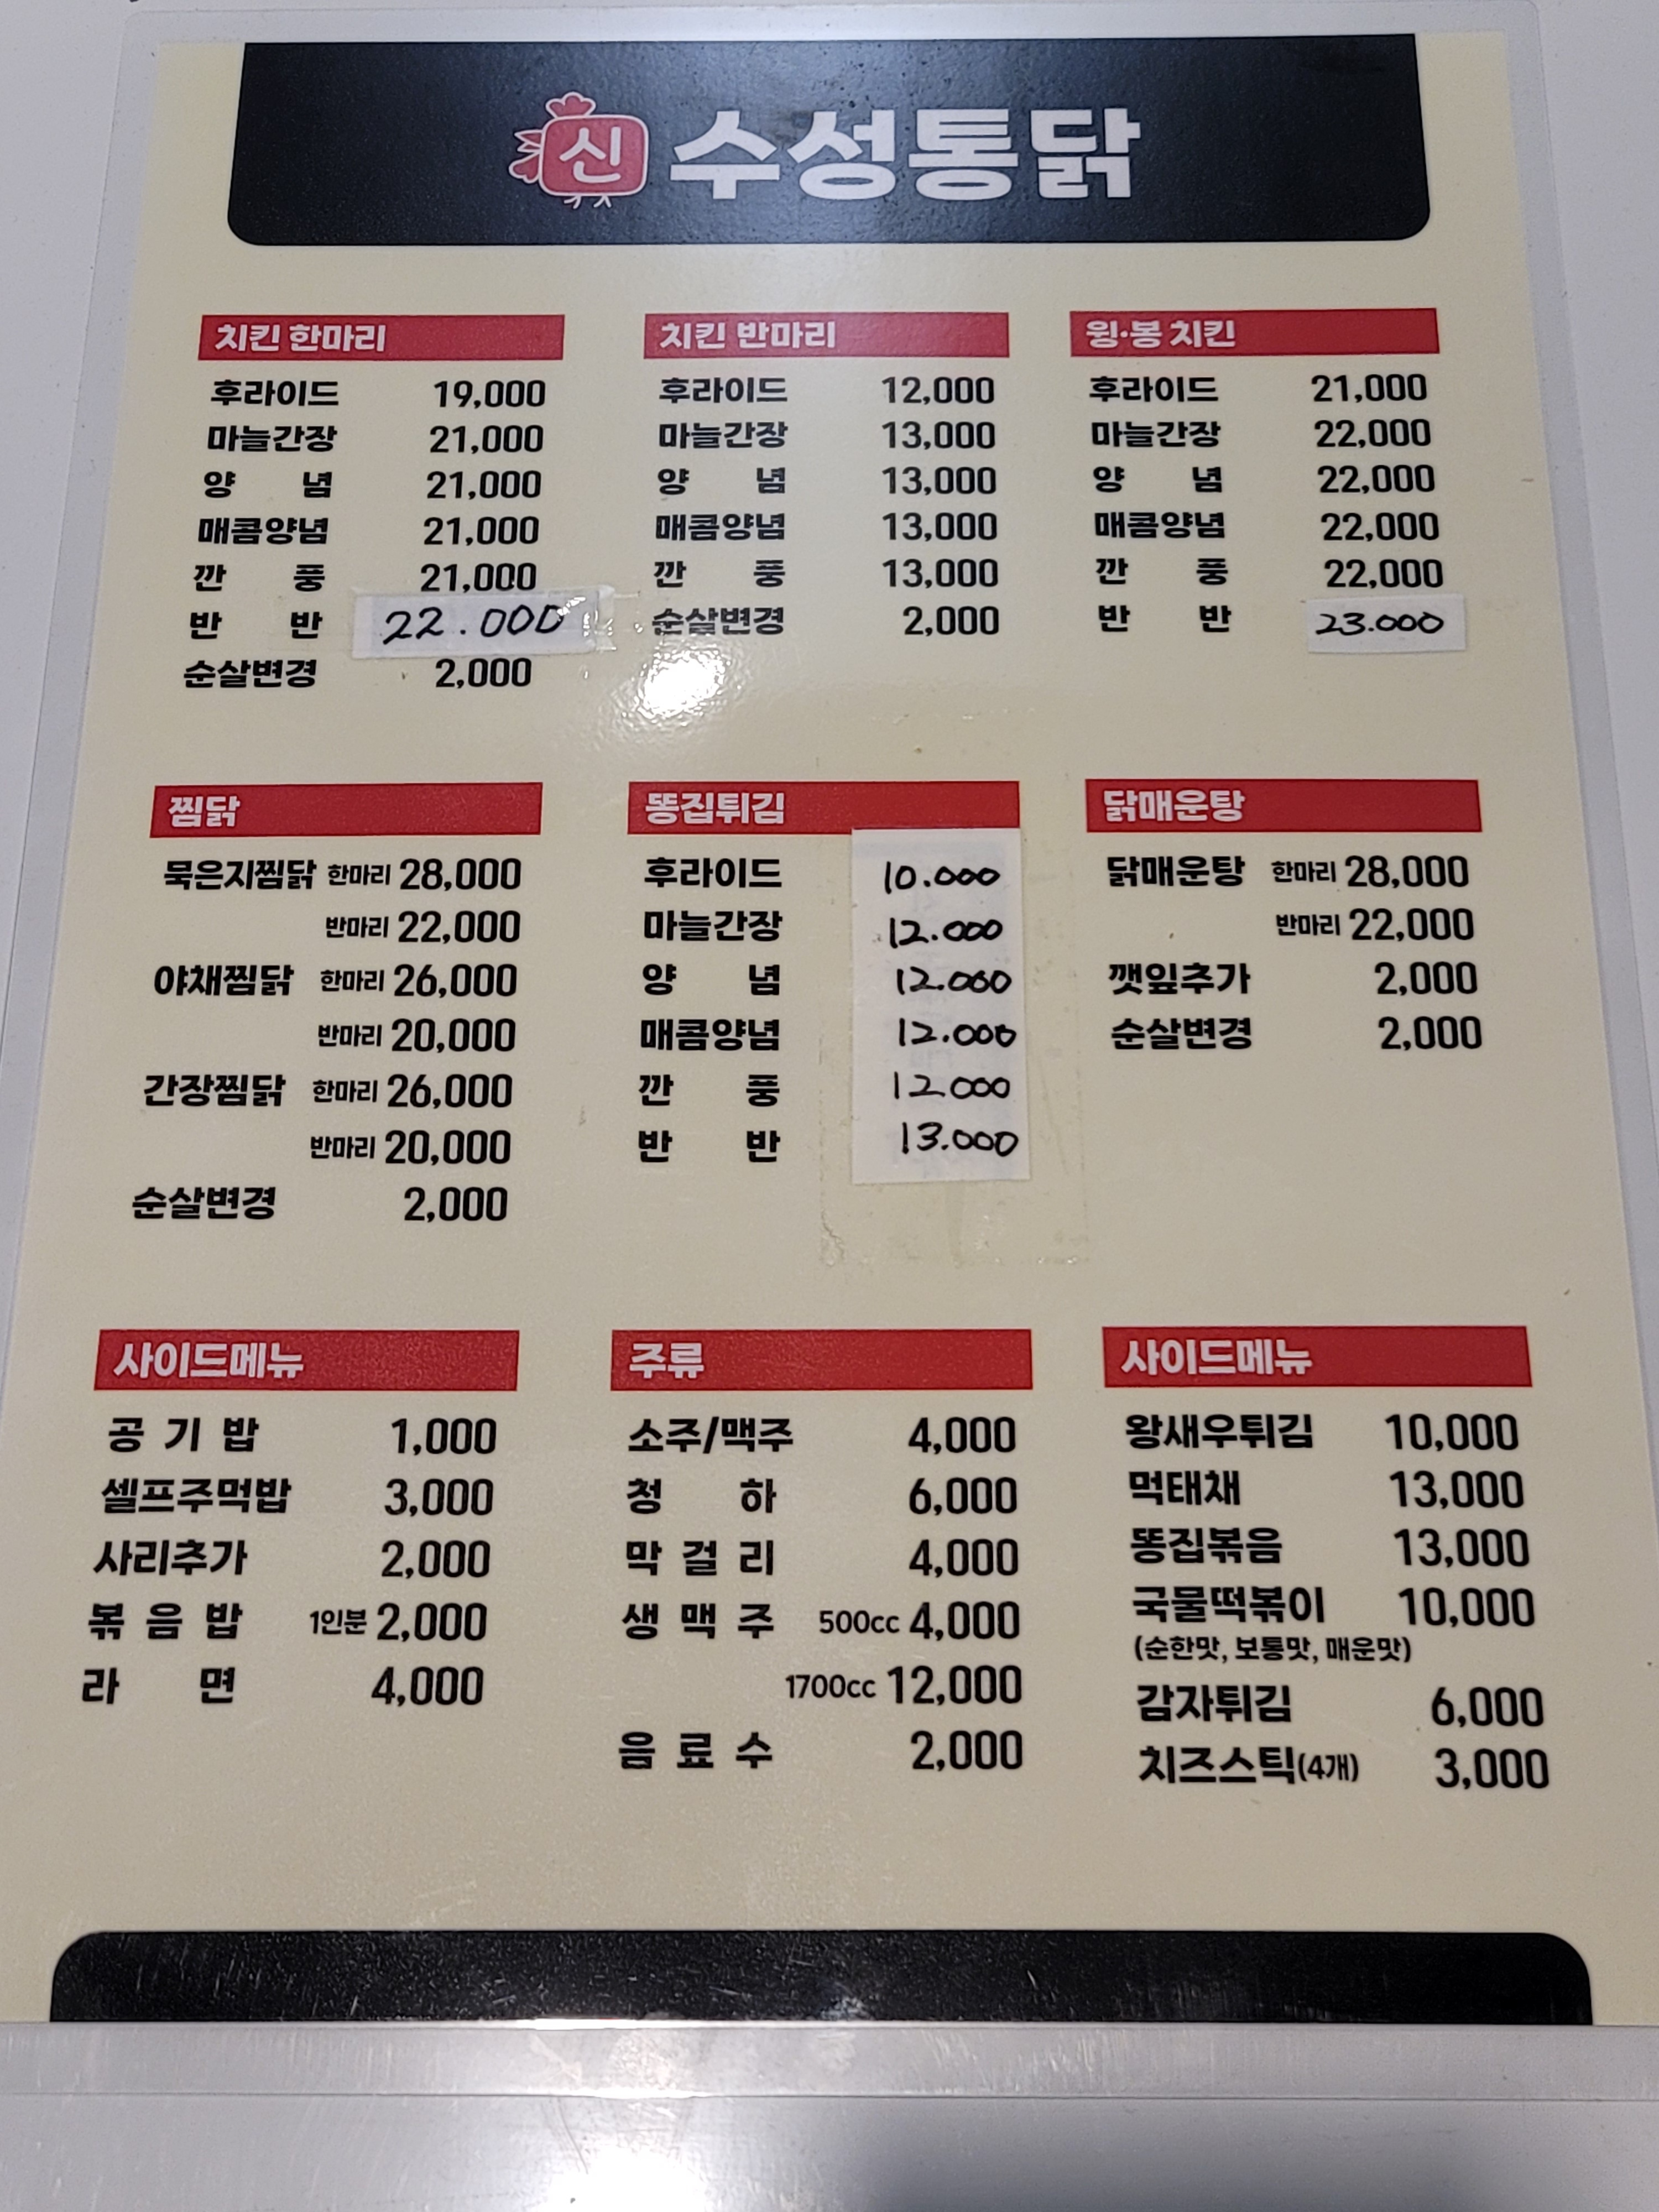 신 수성통닭
치킨 한마리
후라이드 19,000
마늘간장 21,000
양 념 21,000
매콤양념 21,000
깐 풍 21,000
반 반 22.000
순살변경 2,000
치킨 반마리
후라이드 12,000
마늘간장 13,000
양 념 13,000
매콤양념 13,000
깐 풍 13,000
순살변경 2,000
윙·봉 치킨
후라이드 21,000
마늘간장 22,000
양 념 22,000
매콤양념 22,000
깐 풍 22,000
반 반 23.000
찜닭
묵은지찜닭 한마리 28,000
반마리 22,000
야채찜닭 한마리 26,000
반마리 20,000
간장찜닭 한마리 26,000
반마리 20,000
순살변경 2,000
똥집튀김
후라이드 10.000
마늘간장 12.000
양 념 12.000
매콤양념 12.000
깐 풍 12.000
반 반 13.000
닭매운탕
닭매운탕 한마리 28,000
반마리 22,000
깻잎추가 2,000
순살변경 2,000
사이드메뉴
공 기 밥 1,000
셀프주먹밥 3,000
사리추가 2,000
볶 음 밥 1인분 2,000
라 면 4,000
주류
소주/맥주 4,000
청 하 6,000
막 걸 리 4,000
생 맥 주 500cc 4,000
1700cc 12,000
음 료 수 2,000
사이드메뉴
왕새우튀김 10,000
먹태채 13,000
똥집볶음 13,000
국물떡볶이 10,000
(순한맛, 보통맛, 매운맛)
감자튀김 6,000
치즈스틱(4개) 3,000